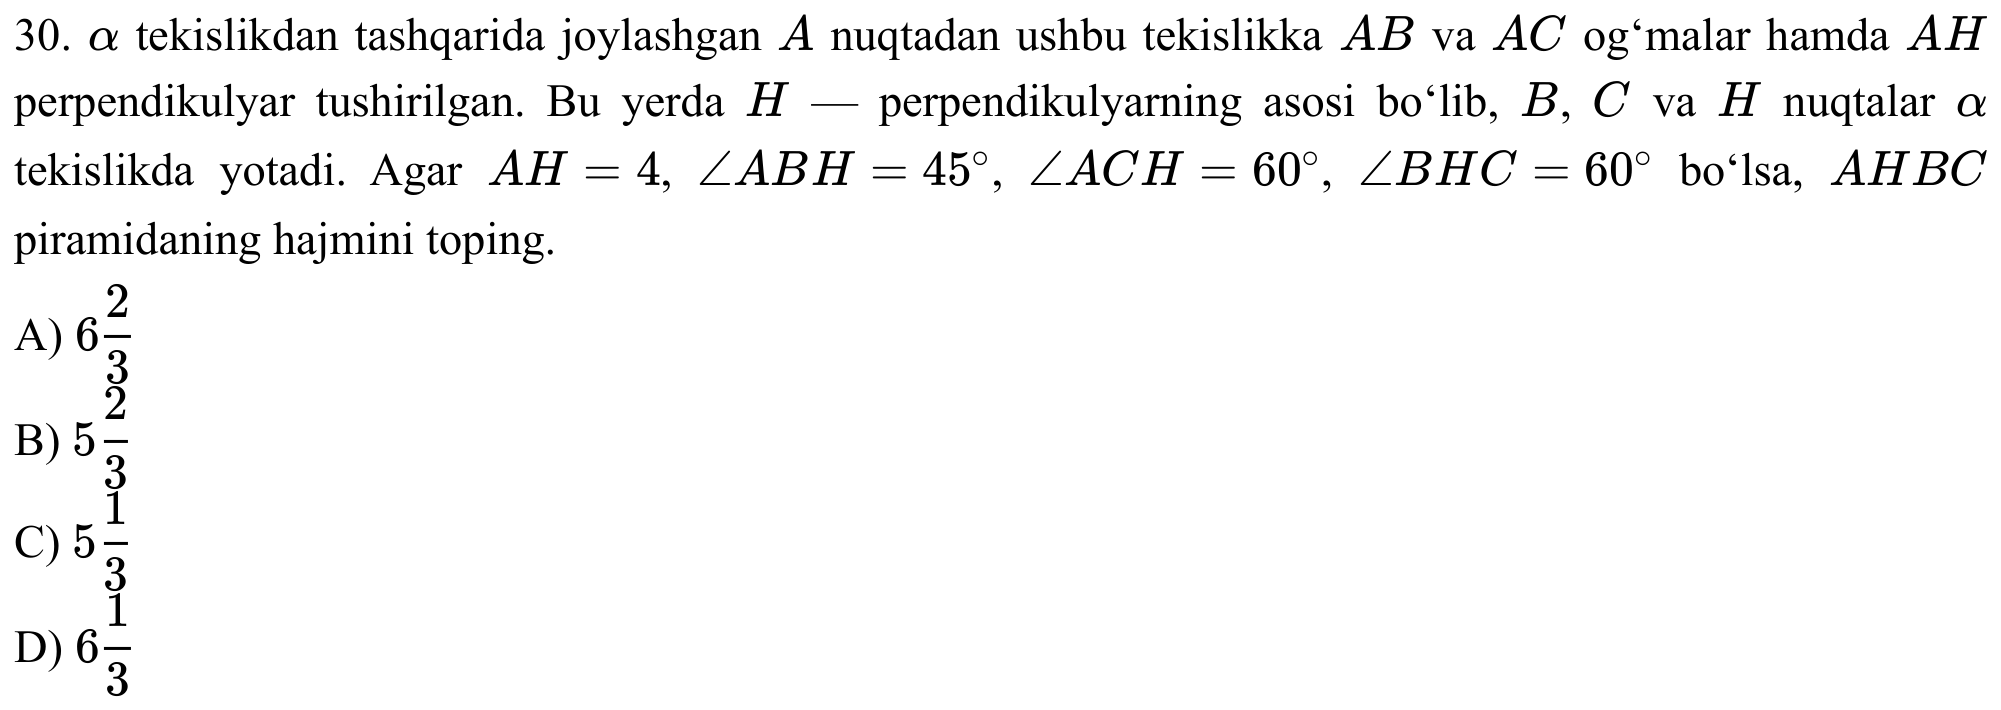 30. α tekislikdan tashqarida joylashgan A nuqtadan ushbu tekislikka AB va AC og‘malar hamda AH
perpendikulyar tushirilgan. Bu yerda H — perpendikulyarning asosi bo‘lib, B, C va H nuqtalar α
tekislikda yotadi. Agar AH = 4, ∠ABH = 45°, ∠ACH = 60°, ∠BHC = 60° bo‘lsa, AHBC
piramidaning hajmini toping.
A) 6 2/3
B) 5 2/3
C) 5 1/3
D) 6 1/3